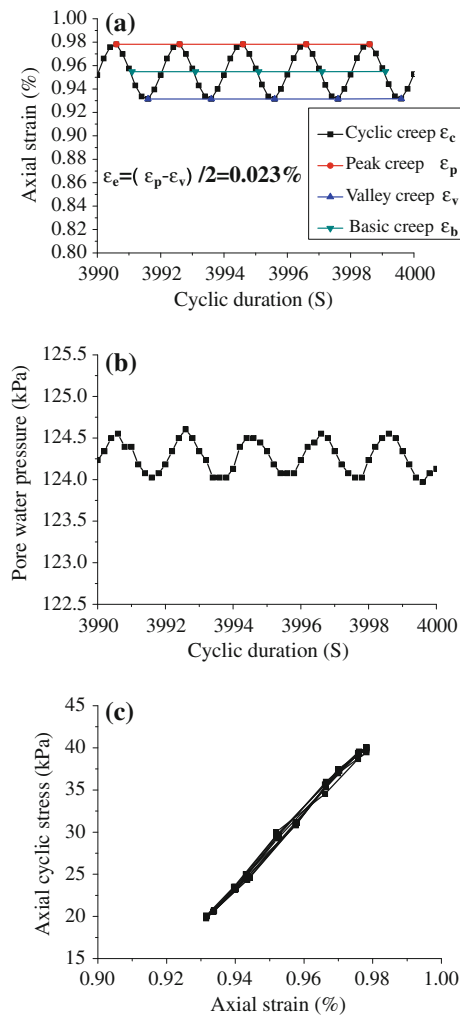 (a)
1.00
0.98
0.96
0.94
0.92
0.90
0.88
0.86
0.84
0.82
0.80
Axial strain (%)
εe=( εp-εv) /2=0.023%
Cyclic creep εc
Peak creep εp
Valley creep εv
Basic creep εb
3990 3992 3994 3996 3998 4000
Cyclic duration (S)
(b)
125.5
125.0
124.5
124.0
123.5
123.0
122.5
Pore water pressure (kPa)
3990 3992 3994 3996 3998 4000
Cyclic duration (S)
(c)
45
40
35
30
25
20
15
10
Axial cyclic stress (kPa)
0.90 0.92 0.94 0.96 0.98 1.00
Axial strain (%)